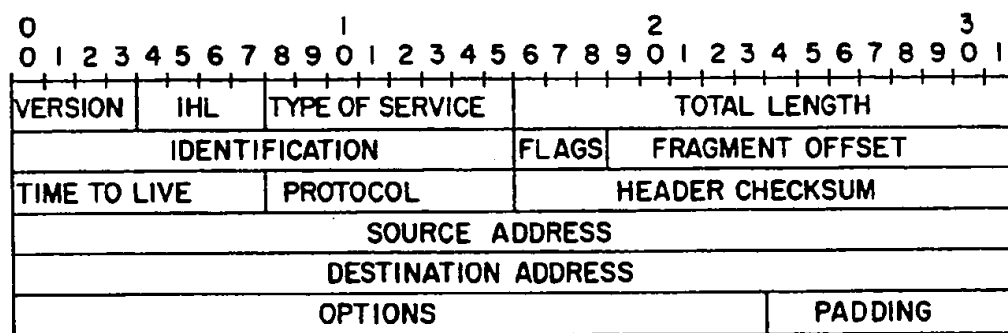 0 1 2 3
0 1 2 3 4 5 6 7 8 9 0 1 2 3 4 5 6 7 8 9 0 1 2 3 4 5 6 7 8 9 0 1
VERSION IHL TYPE OF SERVICE TOTAL LENGTH
IDENTIFICATION FLAGS FRAGMENT OFFSET
TIME TO LIVE PROTOCOL HEADER CHECKSUM
SOURCE ADDRESS
DESTINATION ADDRESS
OPTIONS PADDING